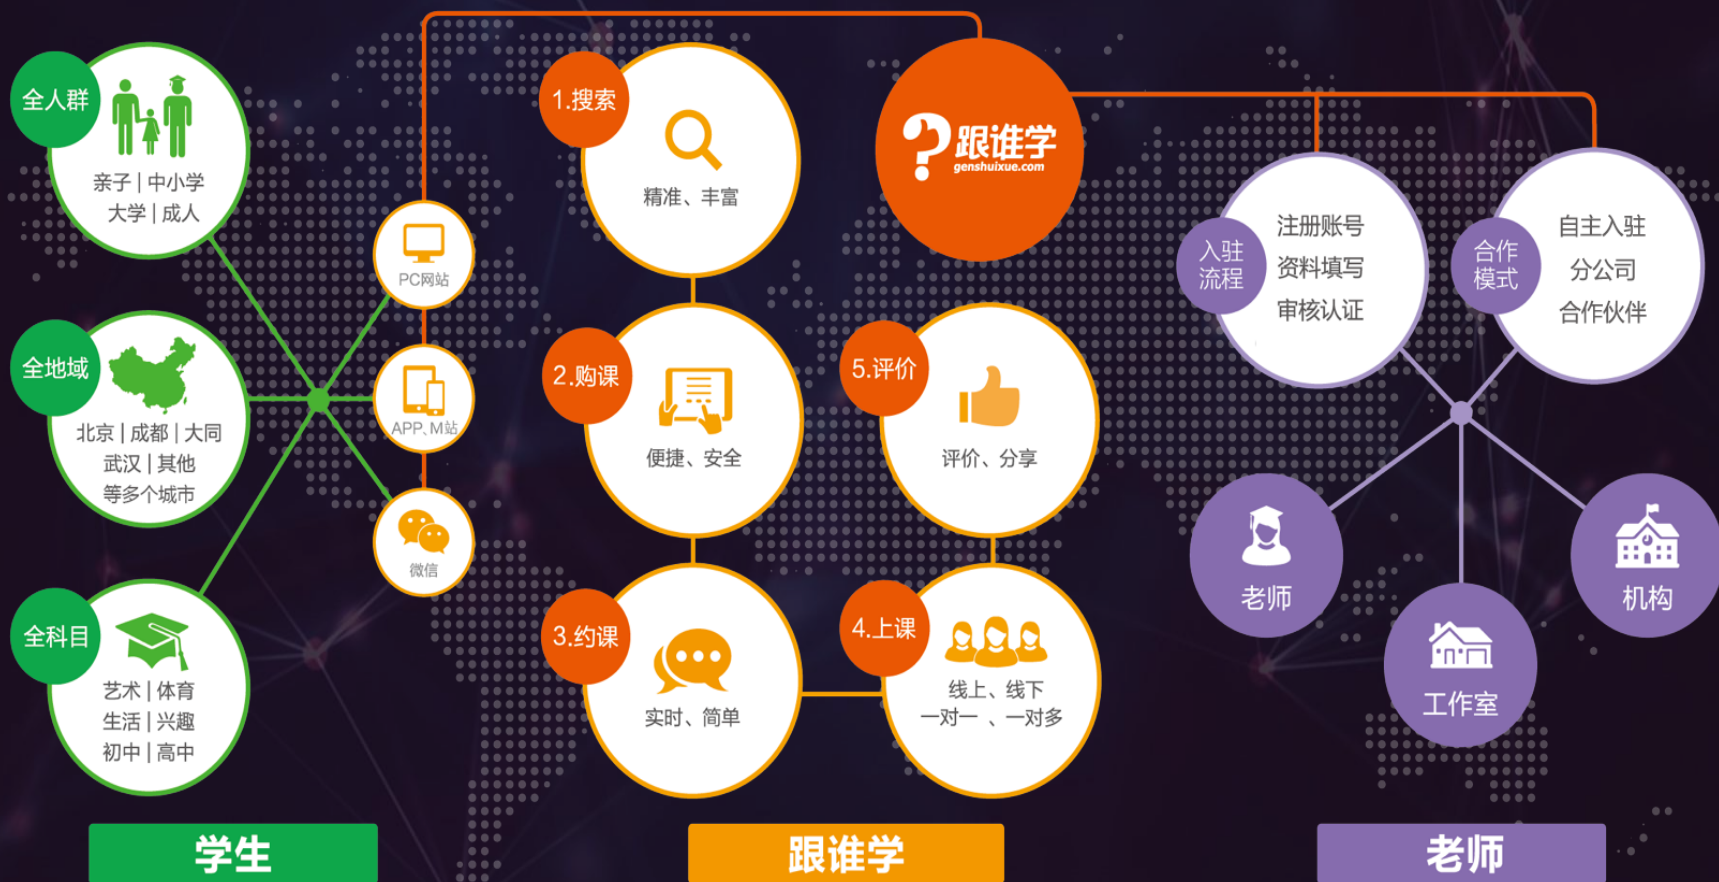 全人群
亲子 | 中小学
大学 | 成人
全地域
北京 | 成都 | 大同
武汉 | 其他
等多个城市
全科目
艺术 | 体育
生活 | 兴趣
初中 | 高中
学生
PC网站
APP、M站
微信
1.搜索
精准、丰富
2.购课
便捷、安全
3.约课
实时、简单
4.上课
线上、线下
一对一 、一对多
5.评价
评价、分享
跟谁学
genshuixue.com
跟谁学
入驻
流程
注册账号
资料填写
审核认证
合作
模式
自主入驻
分公司
合作伙伴
老师
工作室
机构
老师